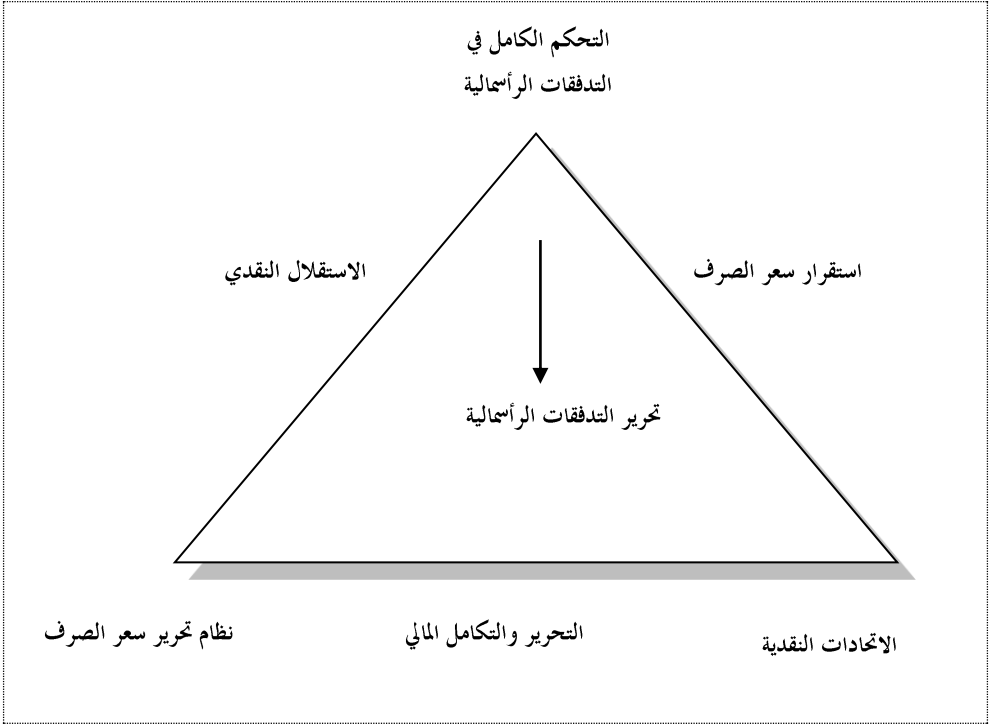 التحكم الكامل في
التدفقات الرأسمالية
استقرار سعر الصرف
الاستقلال النقدي
تحرير التدفقات الرأسمالية
الاتحادات النقدية
التحرير والتكامل المالي
نظام تحرير سعر الصرف